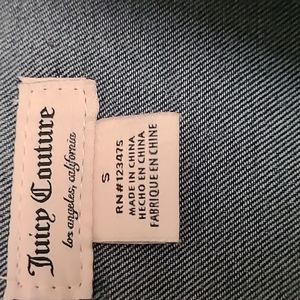 Juicy Couture
los angeles, california
S
RN#123475
MADE IN CHINA
HECHO EN CHINA
FABRIQUE EN CHINE